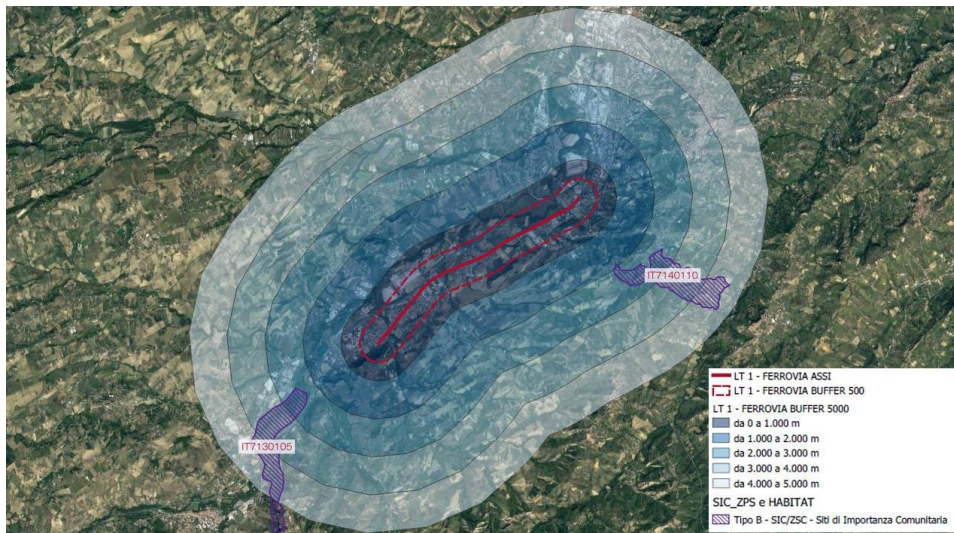 IT7140110
IT7130105
LT 1 - FERROVIA ASSI
LT 1 - FERROVIA BUFFER 500
LT 1 - FERROVIA BUFFER 5000
da 0 a 1.000 m
da 1.000 a 2.000 m
da 2.000 a 3.000 m
da 3.000 a 4.000 m
da 4.000 a 5.000 m
SIC_ZPS e HABITAT
Tipo B - SIC/ZSC - Siti di Importanza Comunitaria